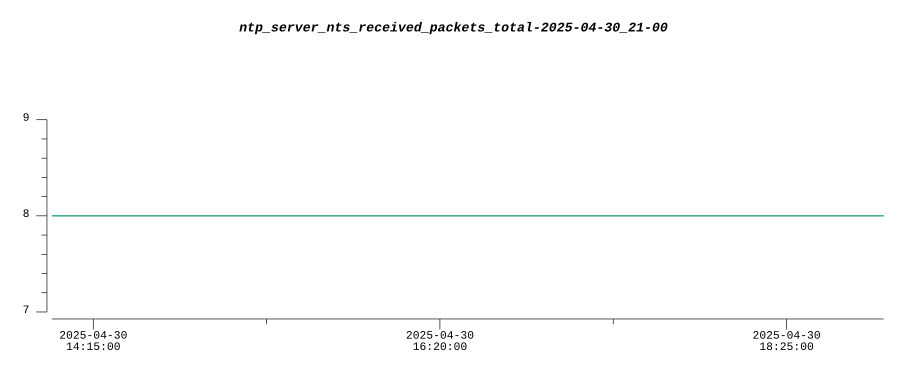 ntp_server_nts_received_packets_total-2025-04-30_21-00
9
8
7
2025-04-30 2025-04-30 2025-04-30
14:15:00 16:20:00 18:25:00